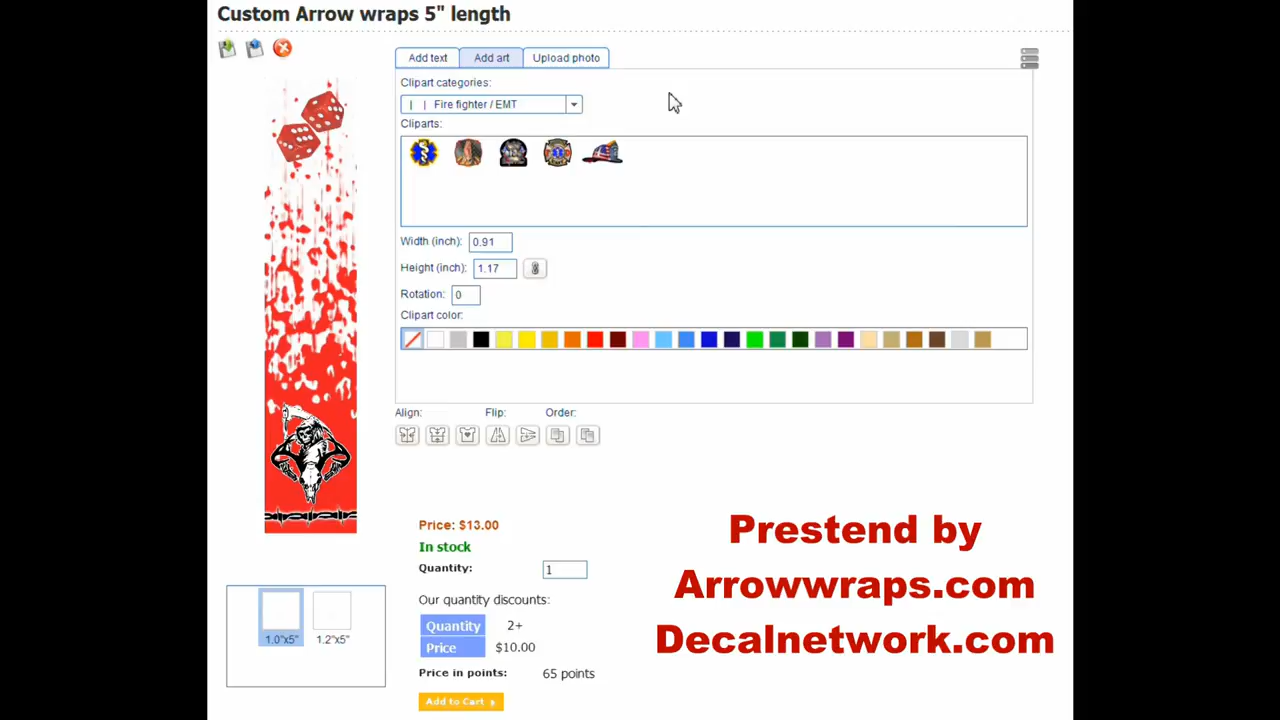 Custom Arrow wraps 5" length
Add text
Add art
Upload photo
Clipart categories:
| | Fire fighter / EMT
Cliparts:
Width (inch): 0.91
Height (inch): 1.17
Rotation: 0
Clipart color:
Align:
Flip:
Order:
Price: $13.00
In stock
Quantity: 1
Our quantity discounts:
Quantity 2+
Price $10.00
Price in points: 65 points
Add to Cart
1.0"x5"
1.2"x5"
Prestend by
Arrowwraps.com
Decalnetwork.com